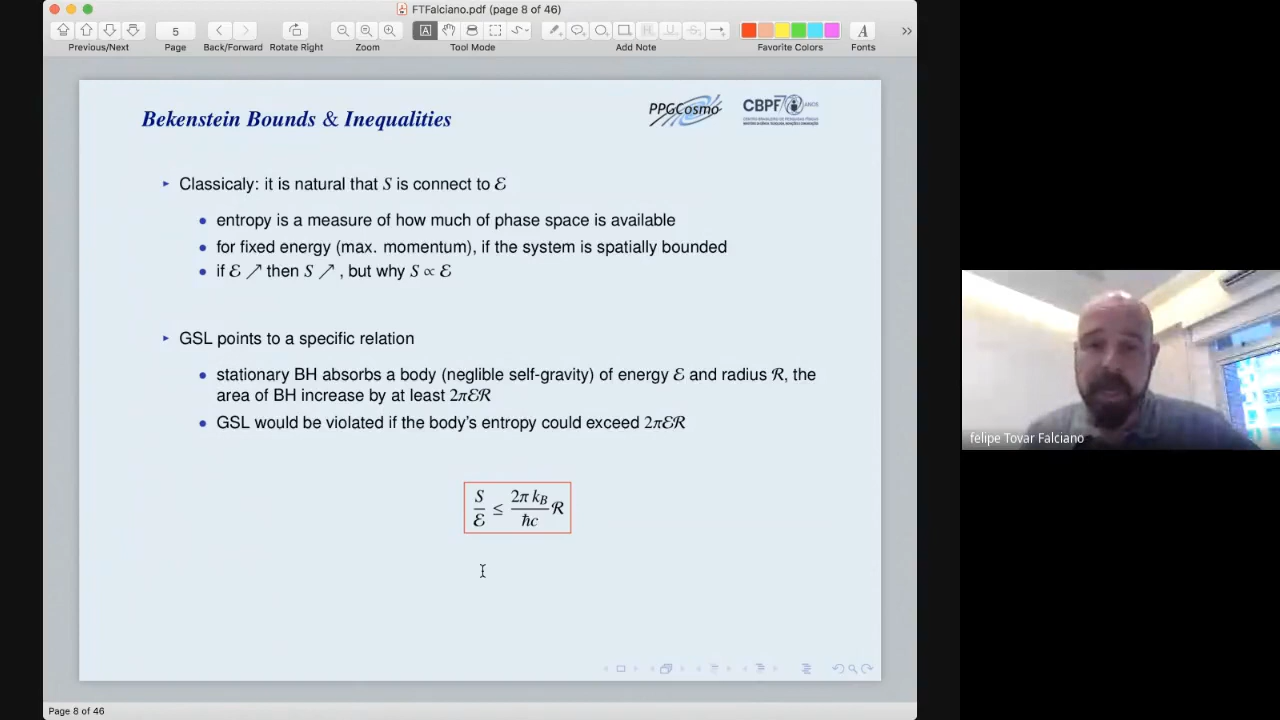 FTFalciano.pdf (page 8 of 46)
5
Previous/Next Page Back/Forward Rotate Right Zoom Tool Mode Add Note Favorite Colors Fonts
A
A
»
Bekenstein Bounds & Inequalities
PPGCosmo
CBPF 70 ANOS
Classicaly: it is natural that S is connect to ℰ
entropy is a measure of how much of phase space is available
for fixed energy (max. momentum), if the system is spatially bounded
if ℰ ↗ then S ↗ , but why S ∝ ℰ
GSL points to a specific relation
stationary BH absorbs a body (neglible self-gravity) of energy ℰ and radius ℛ, the
area of BH increase by at least 2πℰℛ
GSL would be violated if the body's entropy could exceed 2πℰℛ
S/ℰ ≤ 2π k_B/ħc ℛ
felipe Tovar Falciano
Page 8 of 46